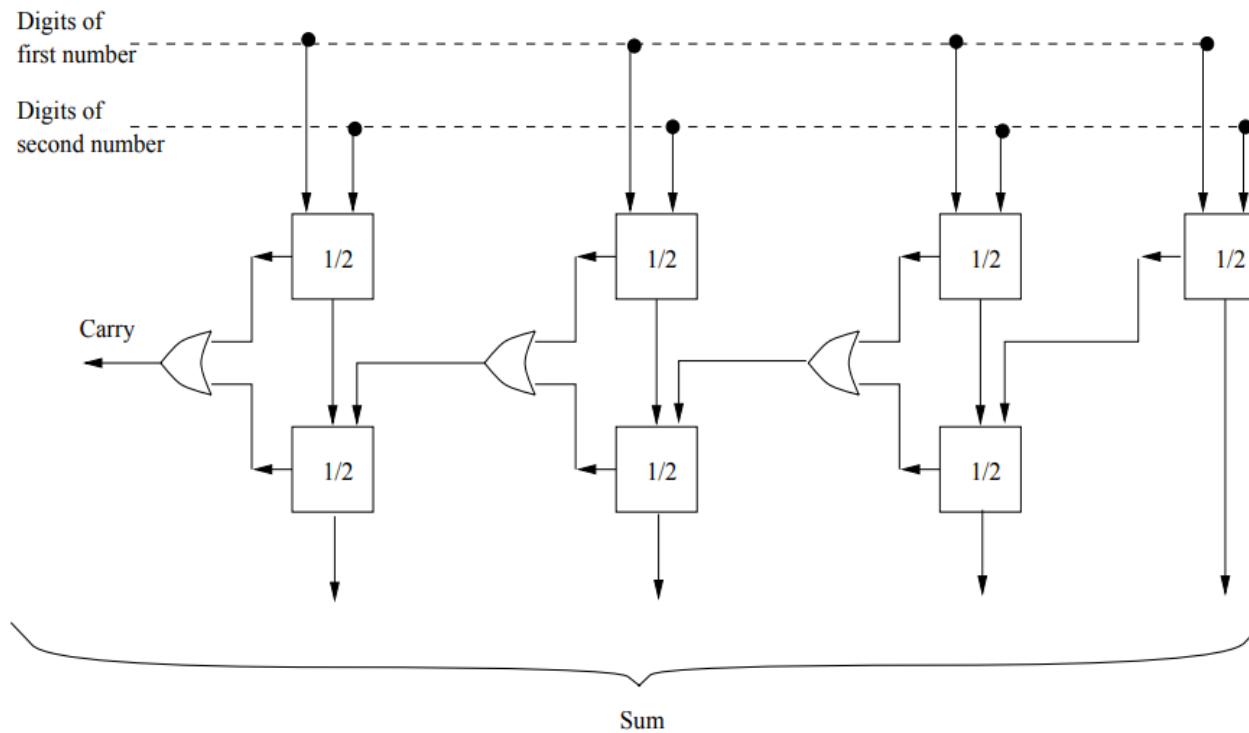 Digits of
first number
Digits of
second number
1/2
1/2
1/2
1/2
Carry
1/2
1/2
1/2
Sum